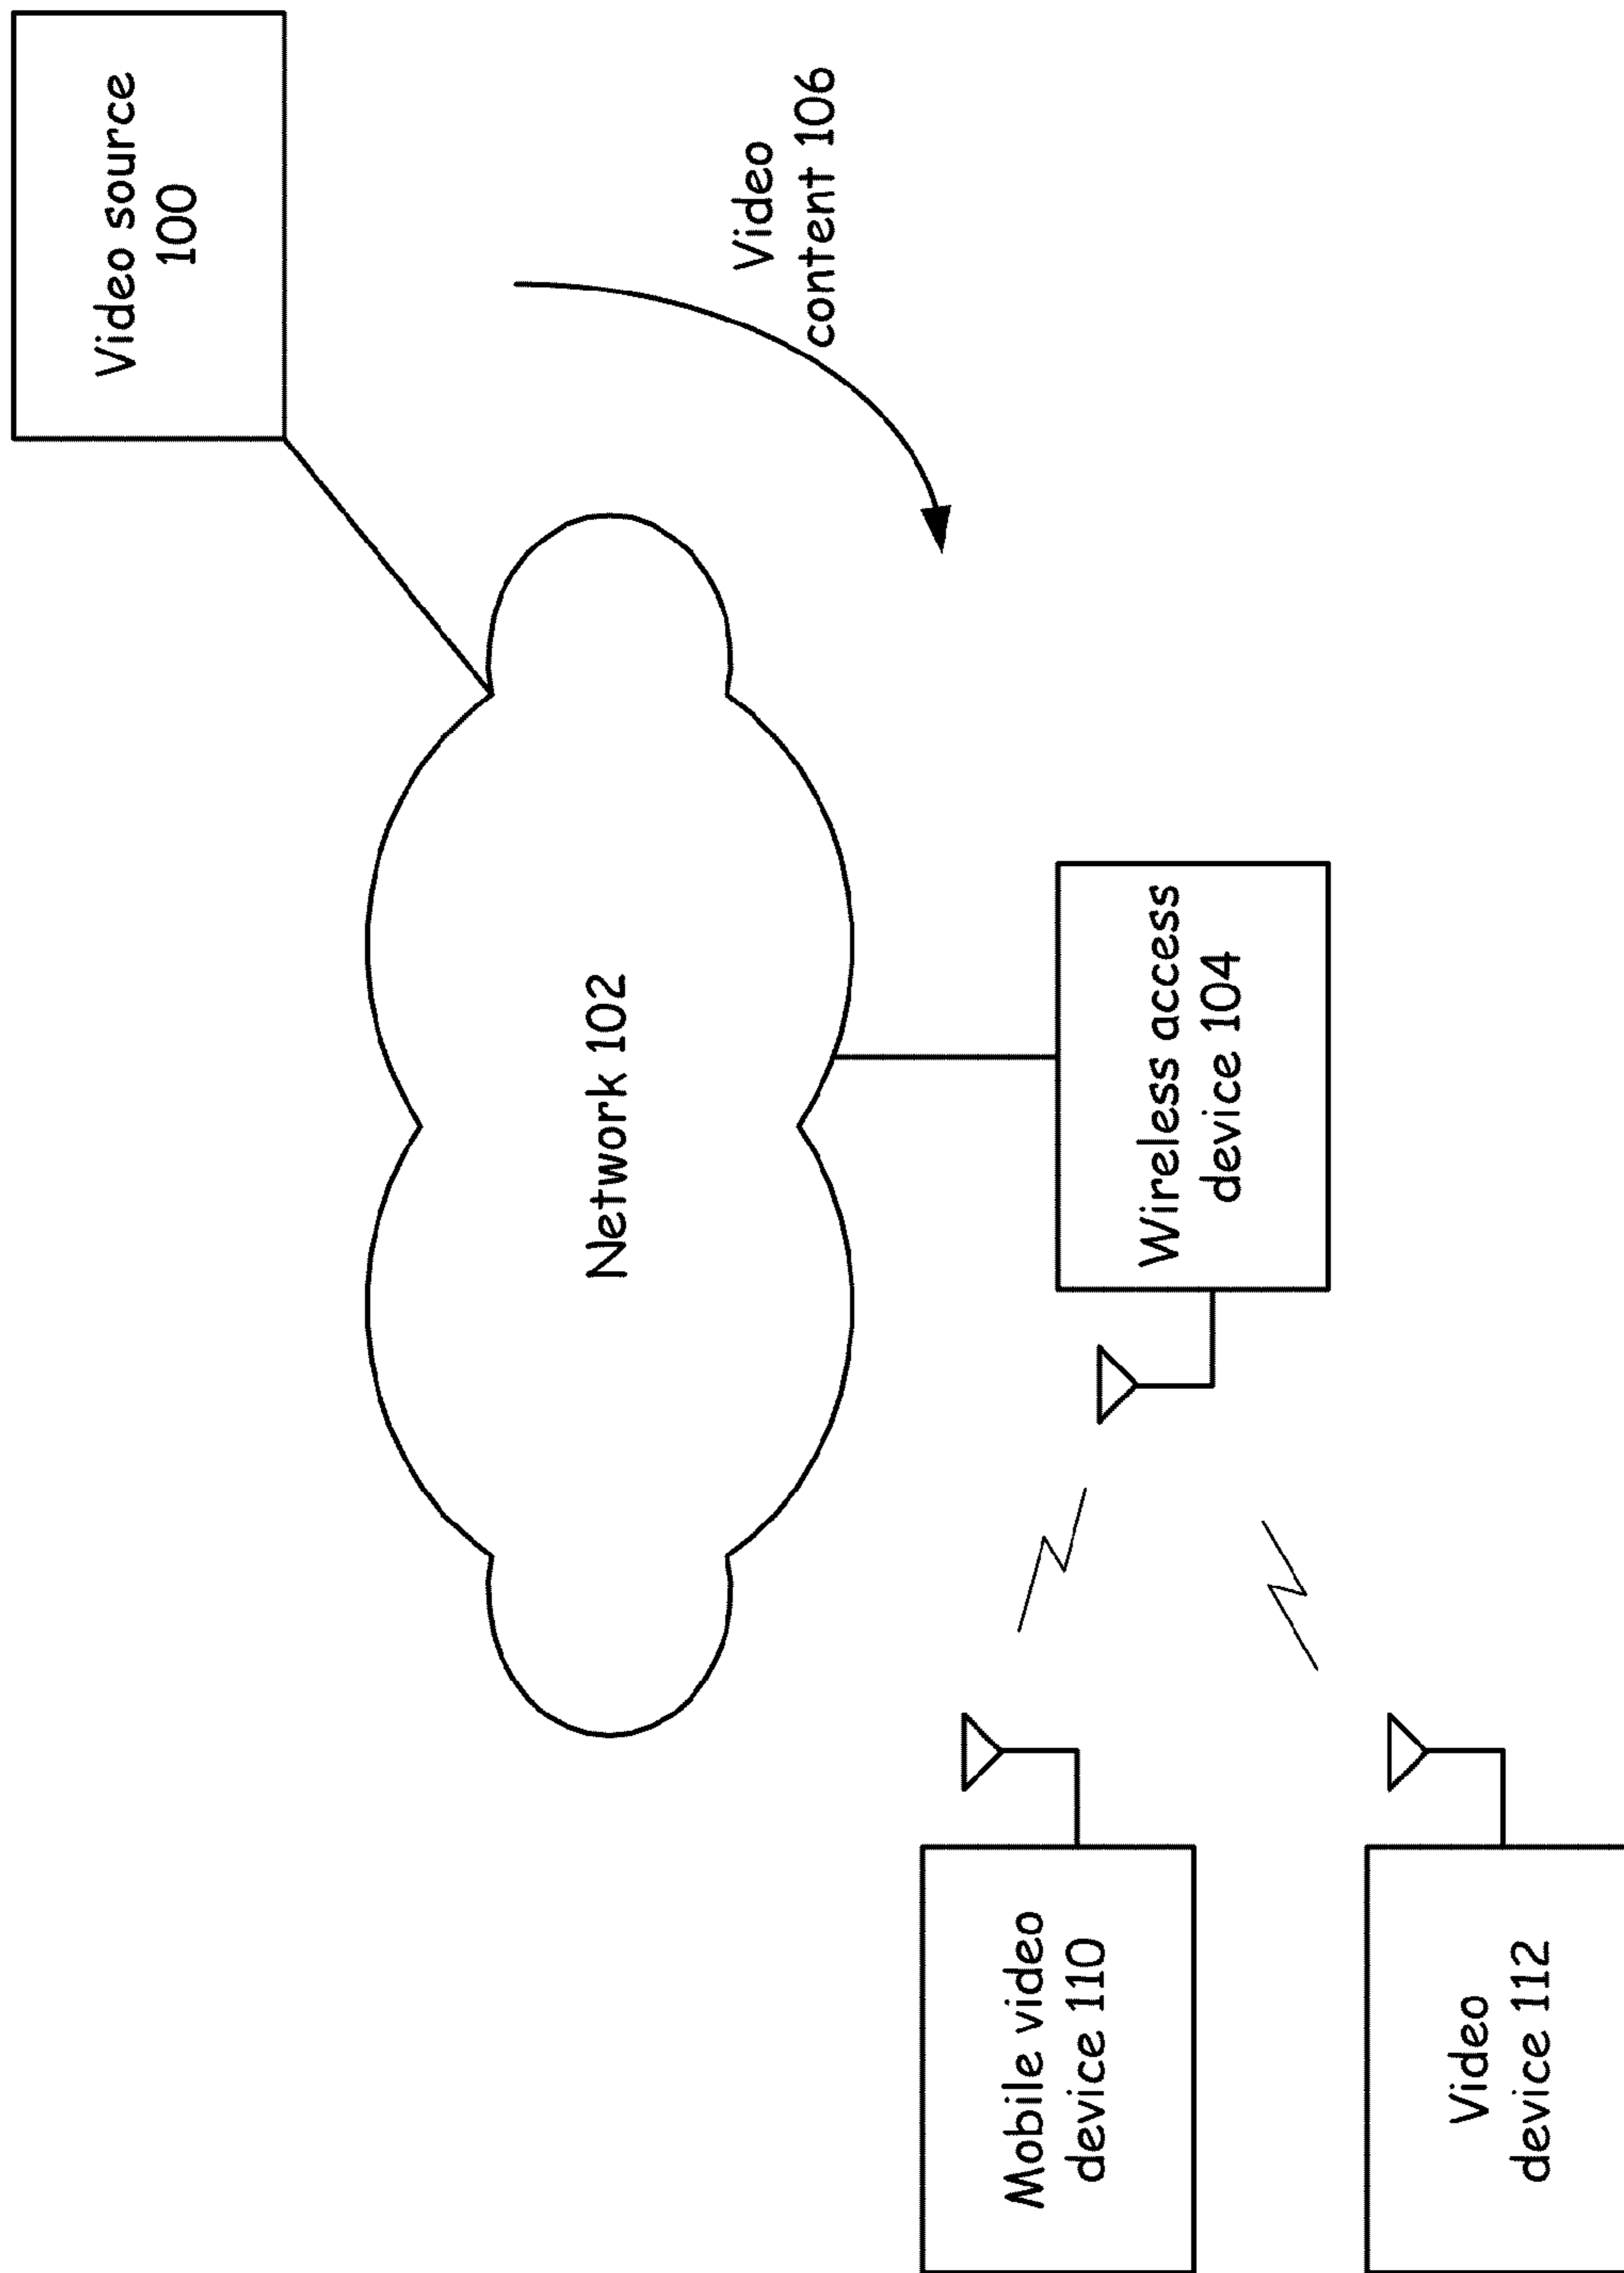 Video source
100
Video
content 106
Network 102
Wireless access
device 104
Mobile video
device 110
Video
device 112